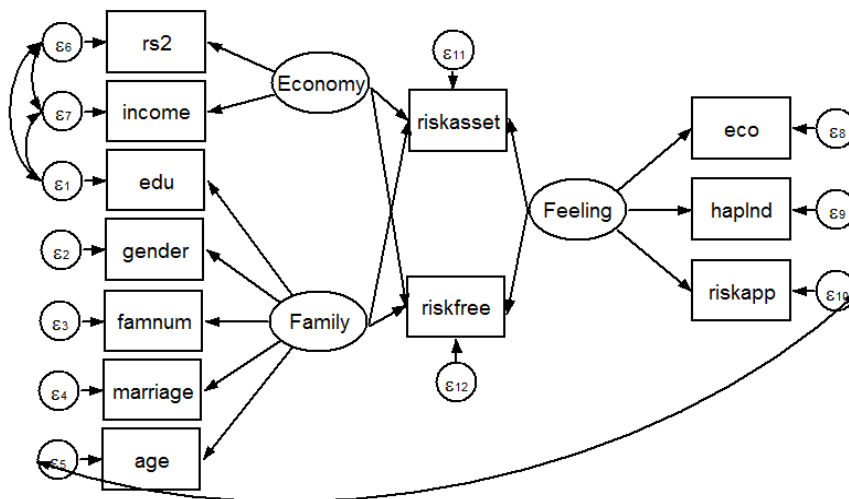 ε6
rs2
ε7
income
ε1
edu
ε2
gender
ε3
famnum
ε4
marriage
ε5
age
Economy
Family
ε11
riskasset
riskfree
ε12
Feeling
eco
ε8
haplnd
ε9
riskapp
ε10